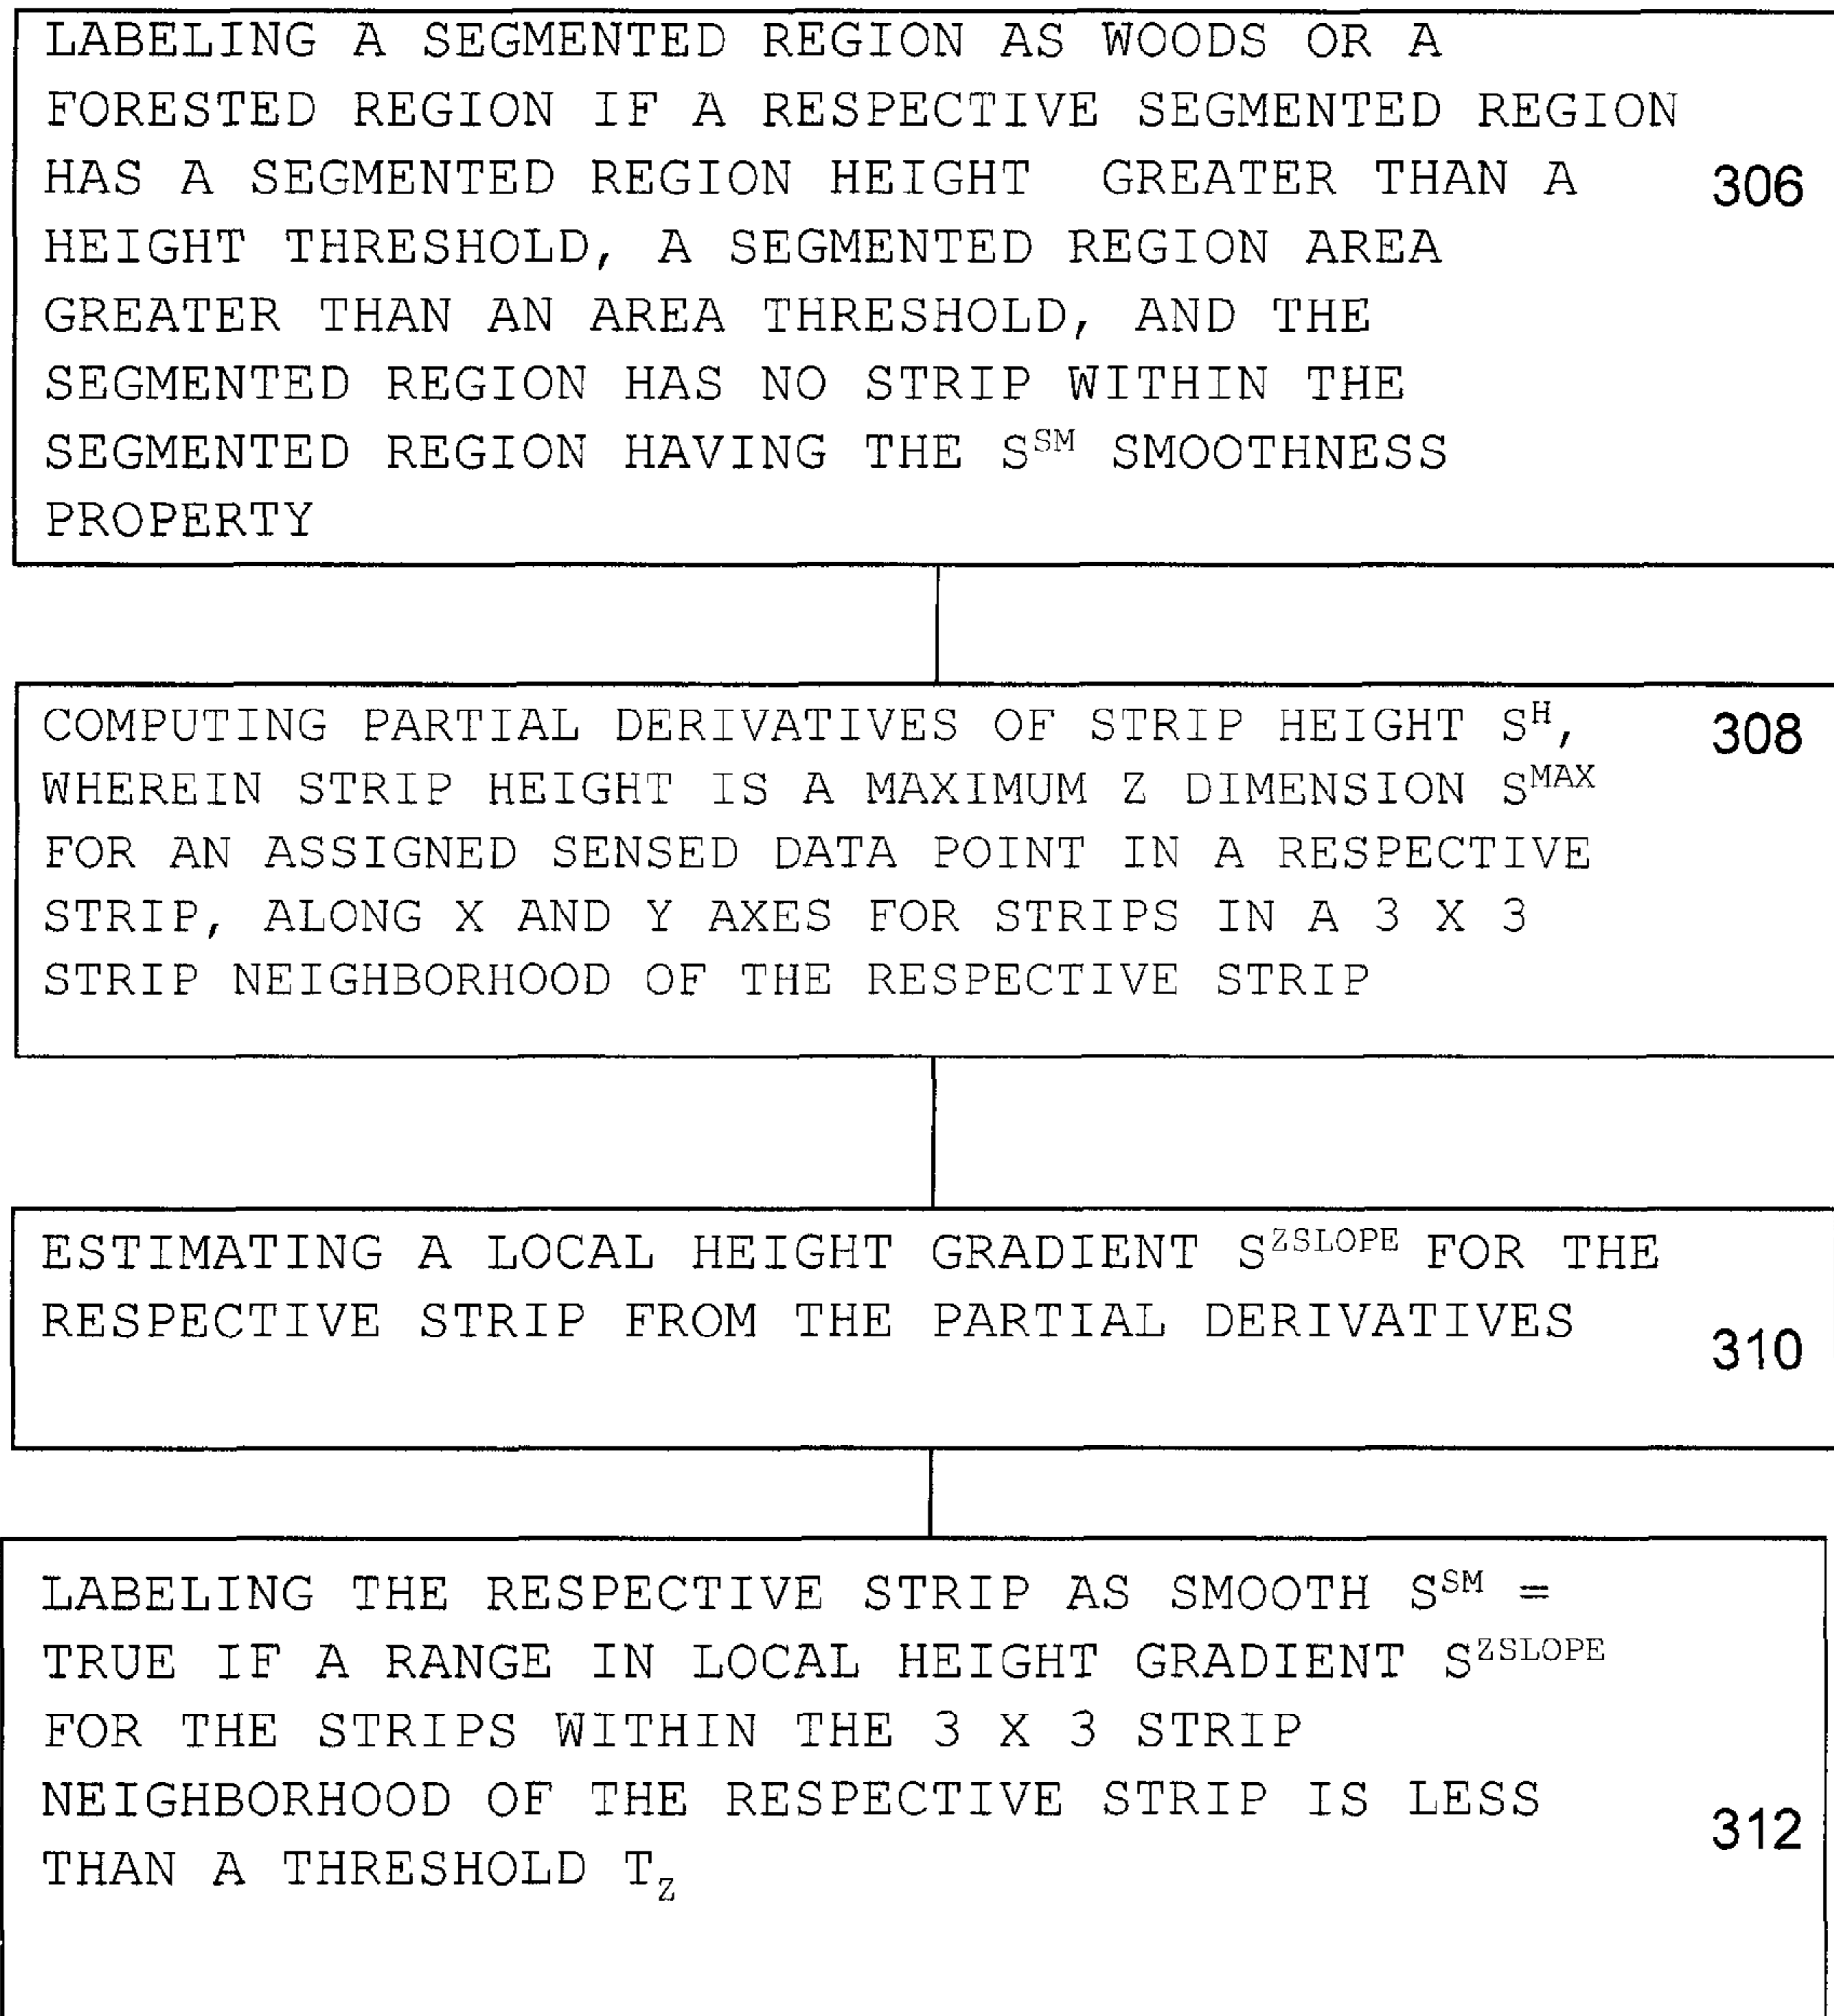 LABELING A SEGMENTED REGION AS WOODS OR A
FORESTED REGION IF A RESPECTIVE SEGMENTED REGION
HAS A SEGMENTED REGION HEIGHT GREATER THAN A 306
HEIGHT THRESHOLD, A SEGMENTED REGION AREA
GREATER THAN AN AREA THRESHOLD, AND THE
SEGMENTED REGION HAS NO STRIP WITHIN THE
SEGMENTED REGION HAVING THE S^SM SMOOTHNESS
PROPERTY
COMPUTING PARTIAL DERIVATIVES OF STRIP HEIGHT S^H, 308
WHEREIN STRIP HEIGHT IS A MAXIMUM Z DIMENSION S^MAX
FOR AN ASSIGNED SENSED DATA POINT IN A RESPECTIVE
STRIP, ALONG X AND Y AXES FOR STRIPS IN A 3 X 3
STRIP NEIGHBORHOOD OF THE RESPECTIVE STRIP
ESTIMATING A LOCAL HEIGHT GRADIENT S^ZSLOPE FOR THE
RESPECTIVE STRIP FROM THE PARTIAL DERIVATIVES
310
LABELING THE RESPECTIVE STRIP AS SMOOTH S^SM =
TRUE IF A RANGE IN LOCAL HEIGHT GRADIENT S^ZSLOPE
FOR THE STRIPS WITHIN THE 3 X 3 STRIP
NEIGHBORHOOD OF THE RESPECTIVE STRIP IS LESS
312
THAN A THRESHOLD T_Z